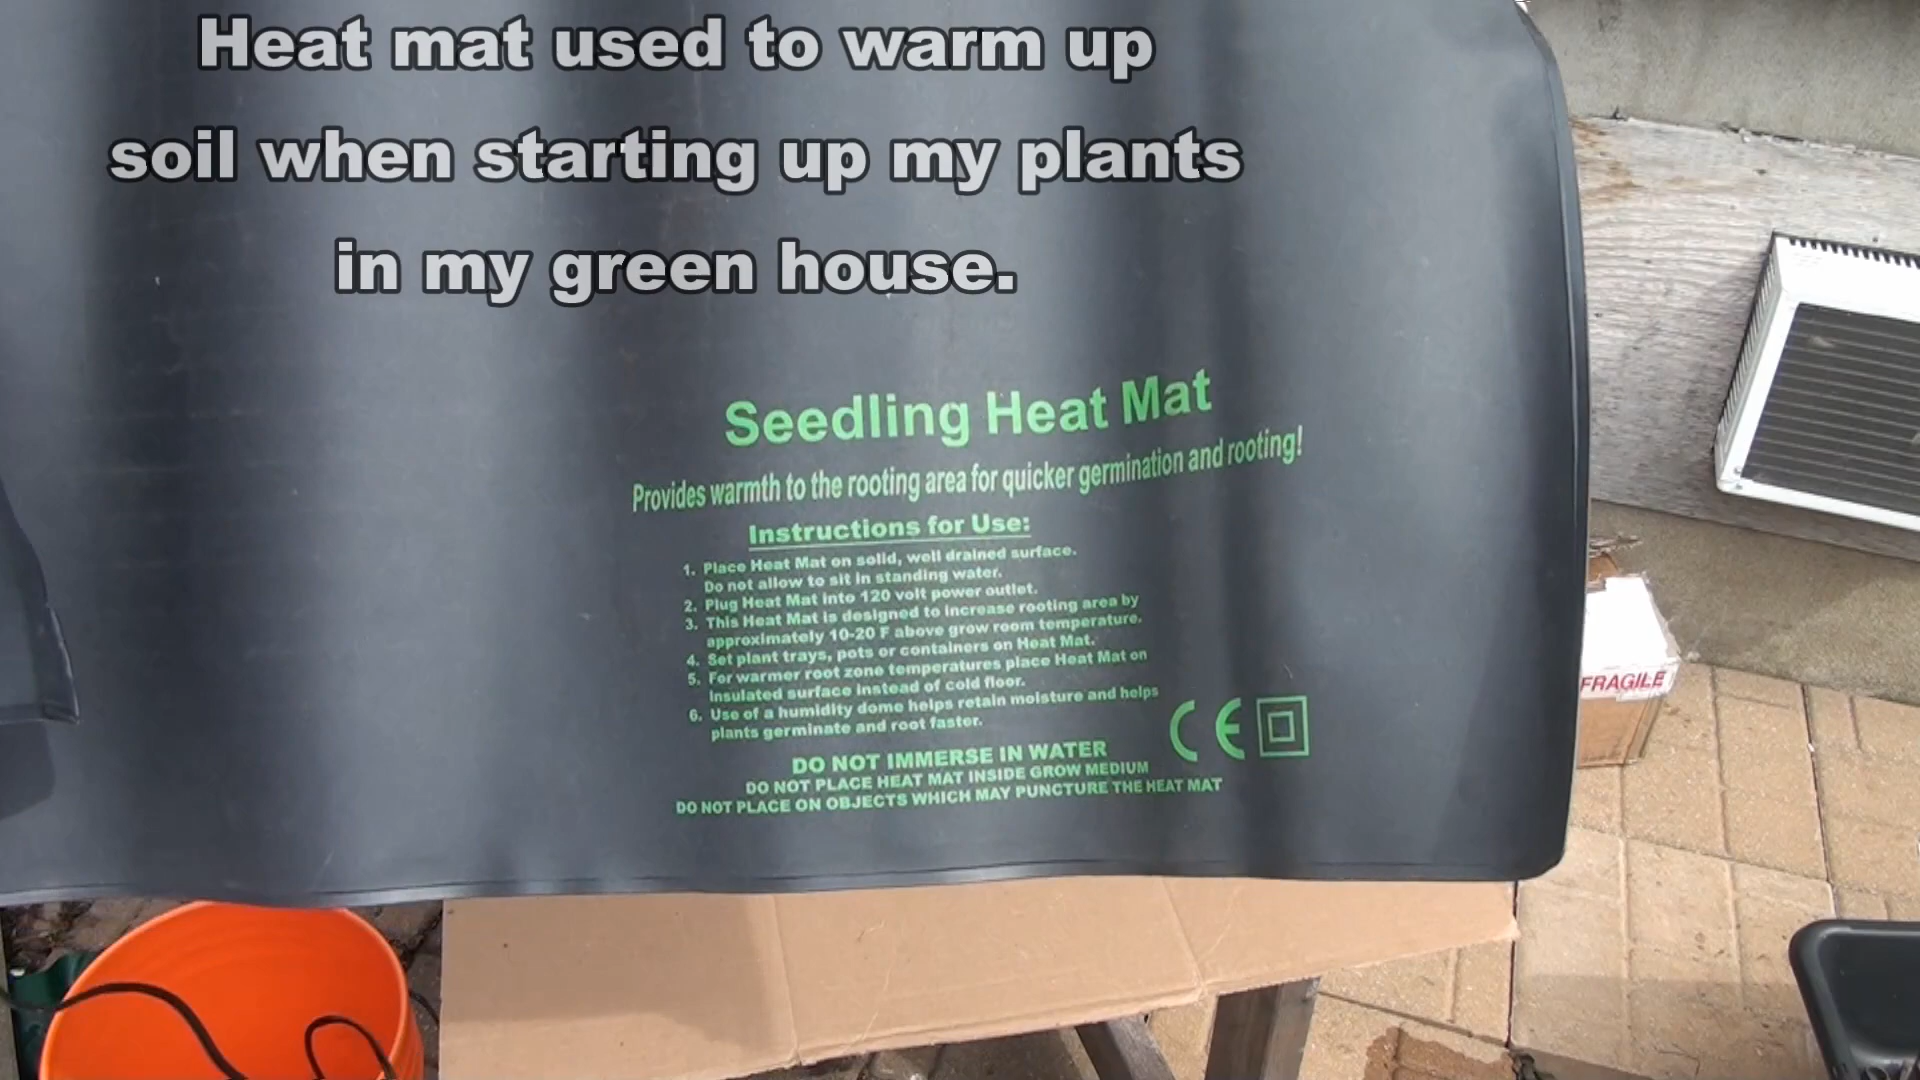 Heat mat used to warm up
soil when starting up my plants
in my green house.
Seedling Heat Mat
Provides warmth to the rooting area for quicker germination and rooting!
Instructions for Use:
1. Place Heat Mat on solid, well drained surface.
Do not allow to sit in standing water.
2. Plug Heat Mat into 120 volt power outlet.
3. This Heat Mat is designed to increase rooting area by
approximately 10-20 F above grow room temperature.
4. Set plant trays, pots or containers on Heat Mat.
5. For warmer root zone temperatures place Heat Mat on
insulated surface instead of cold floor.
6. Use of a humidity dome helps retain moisture and helps
plants germinate and root faster.
CE
DO NOT IMMERSE IN WATER
DO NOT PLACE HEAT MAT INSIDE GROW MEDIUM
DO NOT PLACE ON OBJECTS WHICH MAY PUNCTURE THE HEAT MAT
FRAGILE